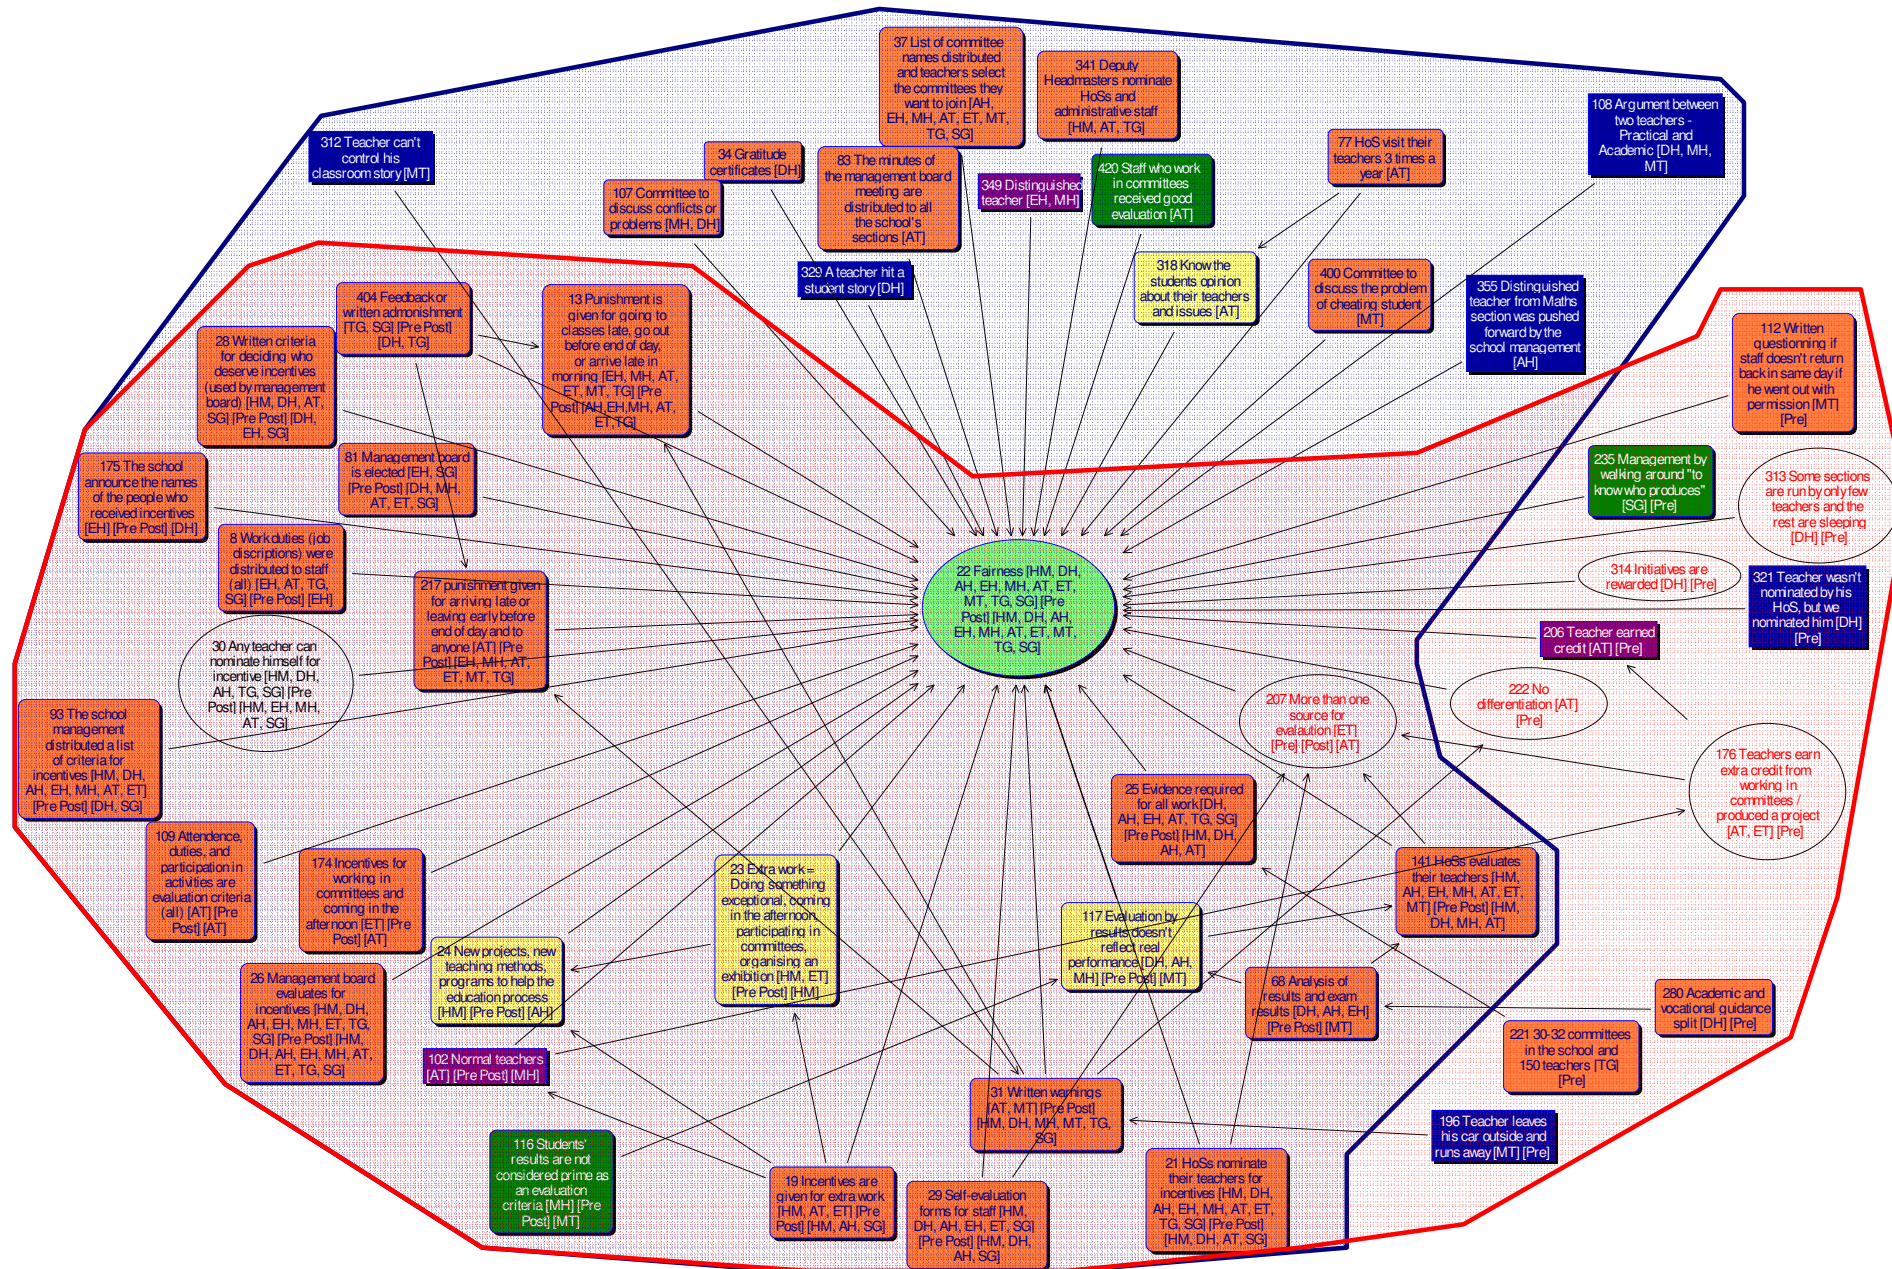 37 List of committee
names distributed
and teachers select
the committees they
want to join [AH,
EH, MH, AT, ET, MT,
TG, SG]
341 Deputy
Headmasters nominate
HoSs and
administrative staff
[HM, AT, TG]
108 Argument between
two teachers -
Practical and
Academic [DH, MH,
MT]
312 Teacher can't
control his
classroom story [MT]
34 Gratitude
certificates [DH]
83 The minutes of
the management board
meeting are
distributed to all
the school's
sections [AT]
349 Distinguished
teacher [EH, MH]
420 Staff who work
in committees
received good
evaluation [AT]
77 HoS visit their
teachers 3 times a
year [AT]
107 Committee to
discuss conflicts or
problems [MH, DH]
329 A teacher hit a
student story [DH]
318 Know the
students opinion
about their teachers
and issues [AT]
400 Committee to
discuss the problem
of cheating student
[MT]
355 Distinguished
teacher from Maths
section was pushed
forward by the
school management
[AH]
404 Feedback or
written admonishment
[TG, SG] [Pre Post]
[DH, TG]
13 Punishment is
given for going to
classes late, go out
before end of day,
or arrive late in
morning [EH, MH, AT,
ET, MT, TG] [Pre
Post] [AH,EH,MH, AT,
ET,TG]
28 Written criteria
for deciding who
deserve incentives
(used by management
board) [HM, DH, AT,
SG] [Pre Post] [DH,
EH, SG]
112 Written
questionning if
staff doesn't return
back in same day if
he went out with
permission [MT]
[Pre]
81 Management board
is elected [EH, SG]
[Pre Post] [DH, MH,
AT, ET, SG]
175 The school
announce the names
of the people who
received incentives
[EH] [Pre Post] [DH]
235 Management by
walking around "to
know who produces"
[SG] [Pre]
313 Some sections
are run by only few
teachers and the
rest are sleeping
[DH] [Pre]
8 Work duties (job
discriptions) were
distributed to staff
(all) [EH, AT, TG,
SG] [Pre Post] [EH]
217 punishment given
for arriving late or
leaving early before
end of day and to
anyone [AT] [Pre
Post] [EH, MH, AT,
ET, MT, TG]
22 Fairness [HM, DH,
AH, EH, MH, AT, ET,
MT, TG, SG] [Pre
Post] [HM, DH, AH,
EH, MH, AT, ET, MT,
TG, SG]
314 Initiatives are
rewarded [DH] [Pre]
321 Teacher wasn't
nominated by his
HoS, but we
nominated him [DH]
[Pre]
30 Any teacher can
nominate himself for
incentive [HM, DH,
AH, TG, SG] [Pre
Post] [HM, EH, MH,
AT, SG]
206 Teacher earned
credit [AT] [Pre]
222 No
differentiation [AT]
[Pre]
207 More than one
source for
evalaution [ET]
[Pre] [Post] [AT]
93 The school
management
distributed a list
of criteria for
incentives [HM, DH,
AH, EH, MH, AT, ET]
[Pre Post] [DH, SG]
176 Teachers earn
extra credit from
working in
committees /
produced a project
[AT, ET] [Pre]
25 Evidence required
for all work [DH,
AH, EH, AT, TG, SG]
[Pre Post] [HM, DH,
AH, AT]
109 Attendence,
duties, and
participation in
activities are
evaluation criteria
(all) [AT] [Pre
Post] [AT]
174 Incentives for
working in
committees and
coming in the
afternoon [ET] [Pre
Post] [AT]
23 Extra work =
Doing something
exceptional, coming
in the afternoon,
participating in
committees,
organising an
exhibition [HM, ET]
[Pre Post] [HM]
141 HoSs evaluates
their teachers [HM,
AH, EH, MH, AT, ET,
MT] [Pre Post] [HM,
DH, MH, AT]
117 Evaluation by
results doesn't
reflect real
performance [DH, AH,
MH] [Pre Post] [MT]
24 New projects, new
teaching methods,
programs to help the
education process
[HM] [Pre Post] [AH]
26 Management board
evaluates for
incentives [HM, DH,
AH, EH, MH, ET, TG,
SG] [Pre Post] [HM,
DH, AH, EH, MH, AT,
ET, TG, SG]
68 Analysis of
results and exam
results [DH, AH, EH]
[Pre Post] [MT]
280 Academic and
vocational guidance
split [DH] [Pre]
221 30-32 committees
in the school and
150 teachers [TG]
[Pre]
102 Normal teachers
[AT] [Pre Post] [MH]
31 Written warnings
[AT, MT] [Pre Post]
[HM, DH, MH, MT, TG,
SG]
196 Teacher leaves
his car outside and
runs away [MT] [Pre]
116 Students'
results are not
considered prime as
an evaluation
criteria [MH] [Pre
Post] [MT]
19 Incentives are
given for extra work
[HM, AT, ET] [Pre
Post] [HM, AH, SG]
29 Self-evaluation
forms for staff [HM,
DH, AH, EH, ET, SG]
[Pre Post] [HM, DH,
AH, SG]
21 HoSs nominate
their teachers for
incentives [HM, DH,
AH, EH, MH, AT, ET,
TG, SG] [Pre Post]
[HM, DH, AT, SG]